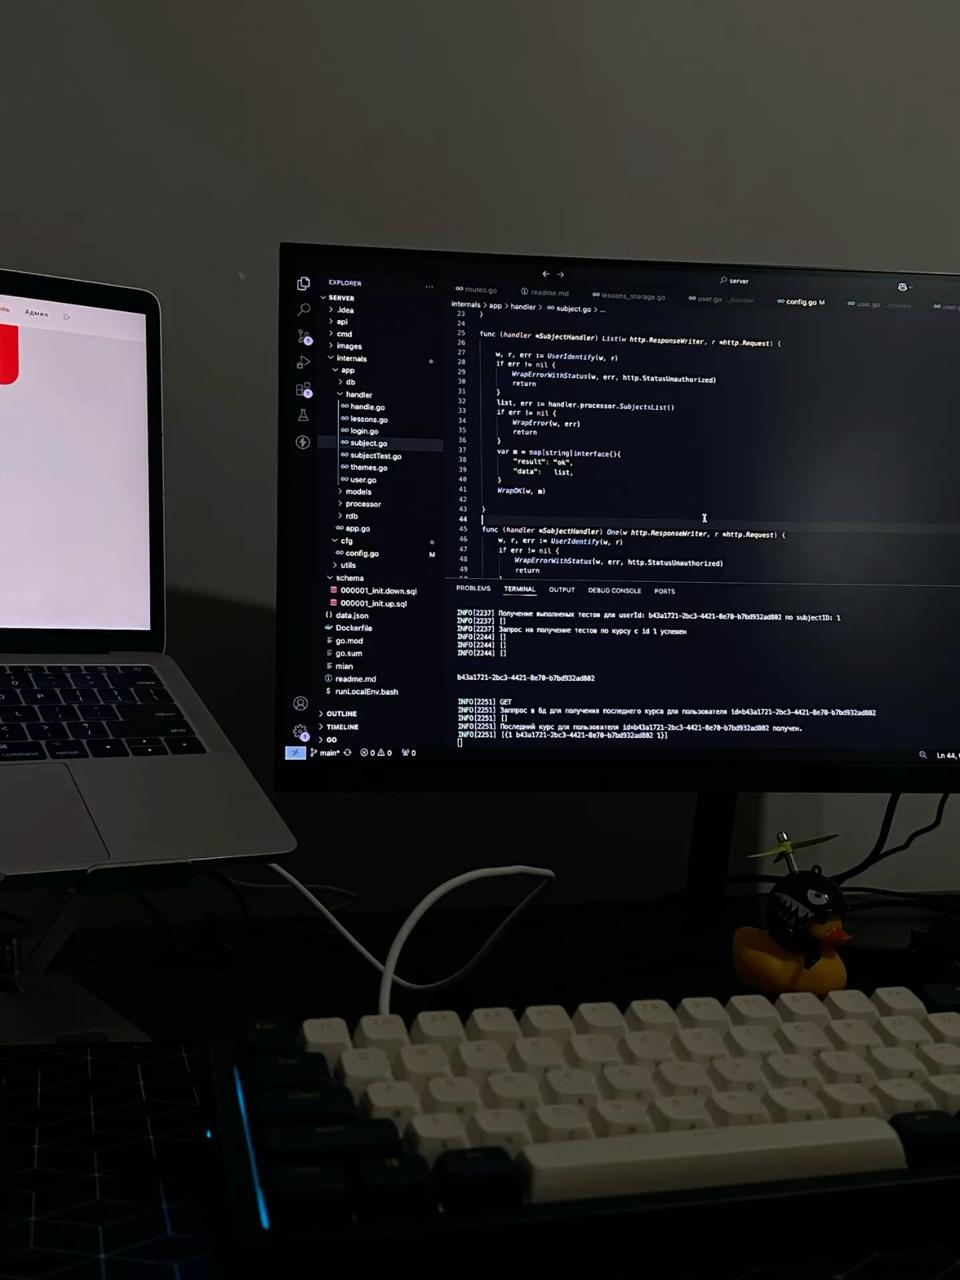 Админ
server
EXPLORER
SERVER
.idea
api
cmd
images
internals
app
db
handler
handle.go
lessons.go
login.go
subject.go
subjectTest.go
themes.go
user.go
models
processor
rdb
app.go
cfg
config.go M
utils
schema
000001_init.down.sql
000001_init.up.sql
data.json
Dockerfile
go.mod
go.sum
mian
readme.md
runLocalEnv.bash
OUTLINE
TIMELINE
GO
main*
0 0 0
routes.go readme.md lessons_storage.go user.go config.go M user.go
internals > app > handler > subject.go > ...
23 }
24
25 func (handler *SubjectHandler) List(w http.ResponseWriter, r *http.Request) {
26
27 w, r, err := UserIdentify(w, r)
28 if err != nil {
29 WrapErrorWithStatus(w, err, http.StatusUnauthorized)
30 return
31 }
32 list, err := handler.processor.SubjectsList()
33 if err != nil {
34 WrapError(w, err)
35 return
36 }
37 var m = map[string]interface{}{
38 "result": "ok",
39 "data": list,
40 }
41 WrapOK(w, m)
42
43 }
44
45 func (handler *SubjectHandler) One(w http.ResponseWriter, r *http.Request) {
46 w, r, err := UserIdentify(w, r)
47 if err != nil {
48 WrapErrorWithStatus(w, err, http.StatusUnauthorized)
49 return
PROBLEMS TERMINAL OUTPUT DEBUG CONSOLE PORTS
INFO[2237] Получение выполненых тестов для userId: b43a1721-2bc3-4421-8e70-b7bd932ad802 по subjectID: 1
INFO[2237] []
INFO[2237] Запрос на получение тестов по курсу с id 1 успешен
INFO[2244] []
INFO[2244] []
INFO[2244] []
b43a1721-2bc3-4421-8e70-b7bd932ad802
INFO[2251] GET
INFO[2251] Запрос в бд для получения последнего курса для пользователя id=b43a1721-2bc3-4421-8e70-b7bd932ad802
INFO[2251] []
INFO[2251] Последний курс для пользователя id=b43a1721-2bc3-4421-8e70-b7bd932ad802 получен.
INFO[2251] [{1 b43a1721-2bc3-4421-8e70-b7bd932ad802 1}]
Ln 44,
return
command
option